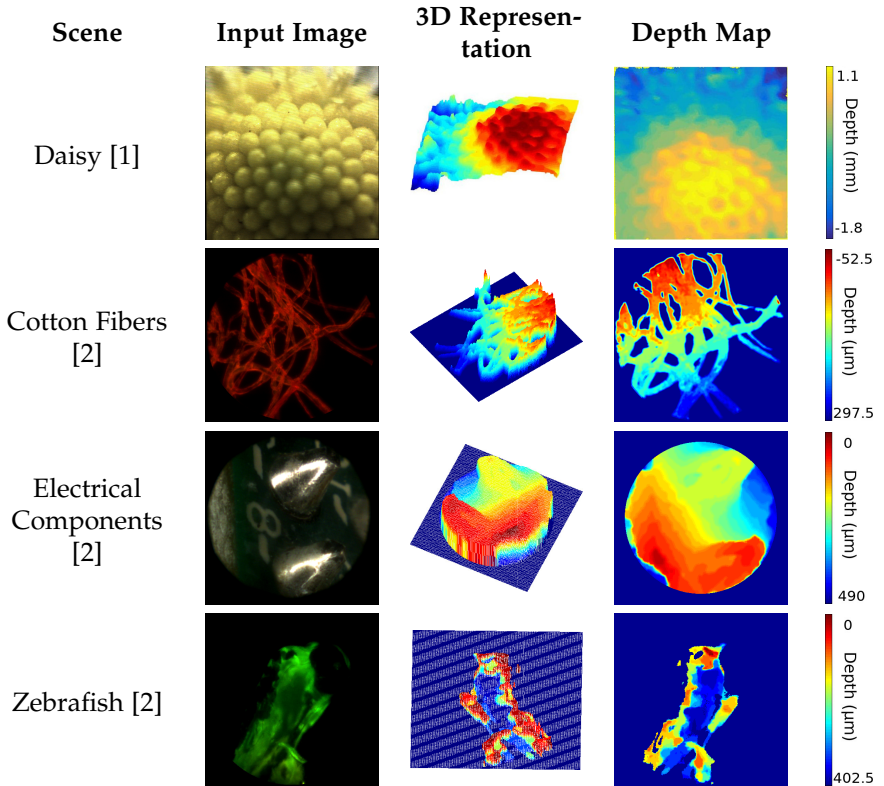 Scene Input Image 3D Represen-
tation Depth Map
Daisy [1]
1.1
Depth (mm)
-1.8
Cotton Fibers
[2]
-52.5
Depth (μm)
297.5
Electrical
Components
[2]
0
Depth (μm)
490
Zebrafish [2]
0
Depth (μm)
402.5